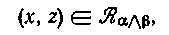 (x, z) ∈ ℛ_{α/⋀β},